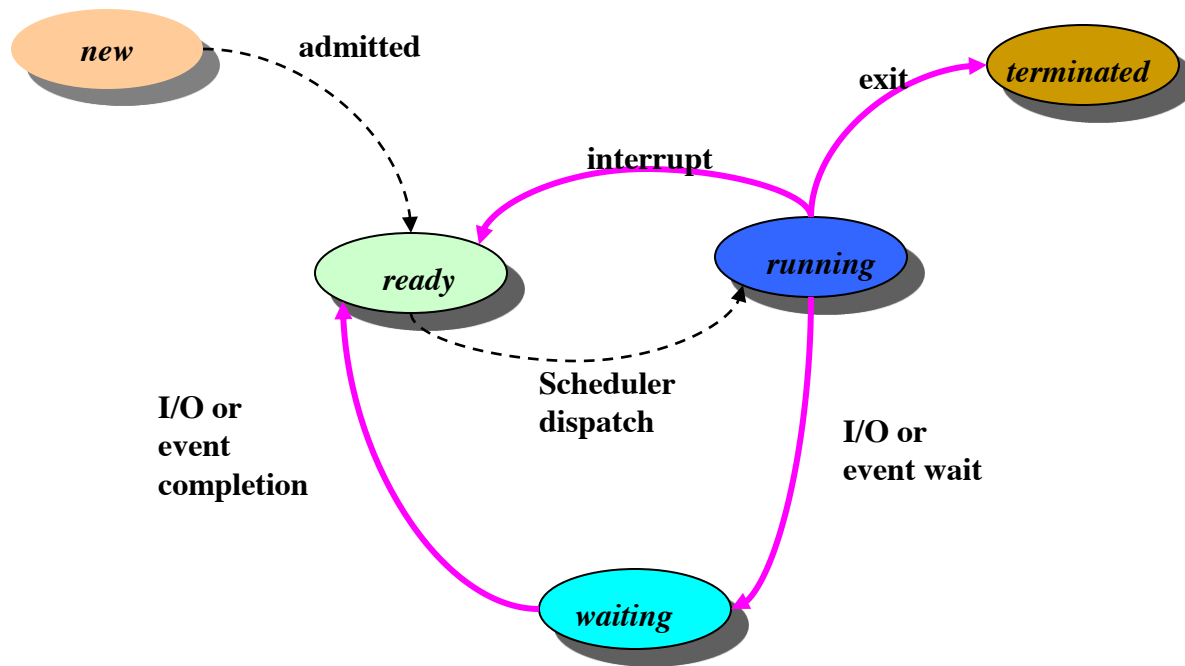 new
admitted
terminated
exit
interrupt
running
ready
Scheduler
dispatch
I/O or
event
completion
I/O or
event wait
waiting